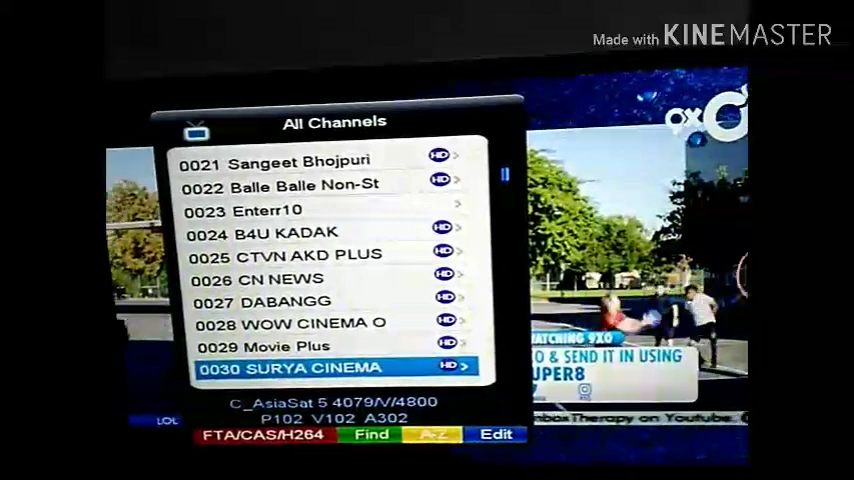 Made with KINEMASTER
9XO
All Channels
0021 Sangeet Bhojpuri HD
0022 Balle Balle Non-St HD
0023 Enterr10
0024 B4U KADAK HD
0025 CTVN AKD PLUS HD
0026 CN NEWS HD
0027 DABANGG HD
0028 WOW CINEMA O HD
0029 Movie Plus HD
0030 SURYA CINEMA HD
WATCHING 9XO
O & SEND IT IN USING
UPER8
C_AsiaSat 5 4079/V/4800
P102 V102 A302
LOL
boxTherapy on Youtube.
FTA/CAS/H264 Find A-Z Edit